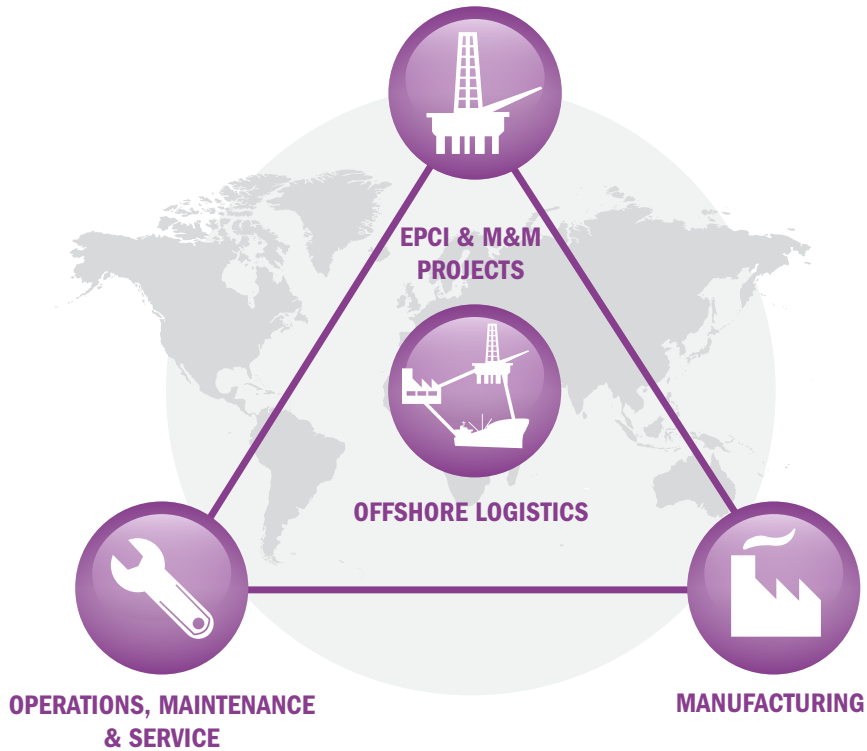 EPCI & M&M
PROJECTS
OFFSHORE LOGISTICS
OPERATIONS, MAINTENANCE
& SERVICE
MANUFACTURING